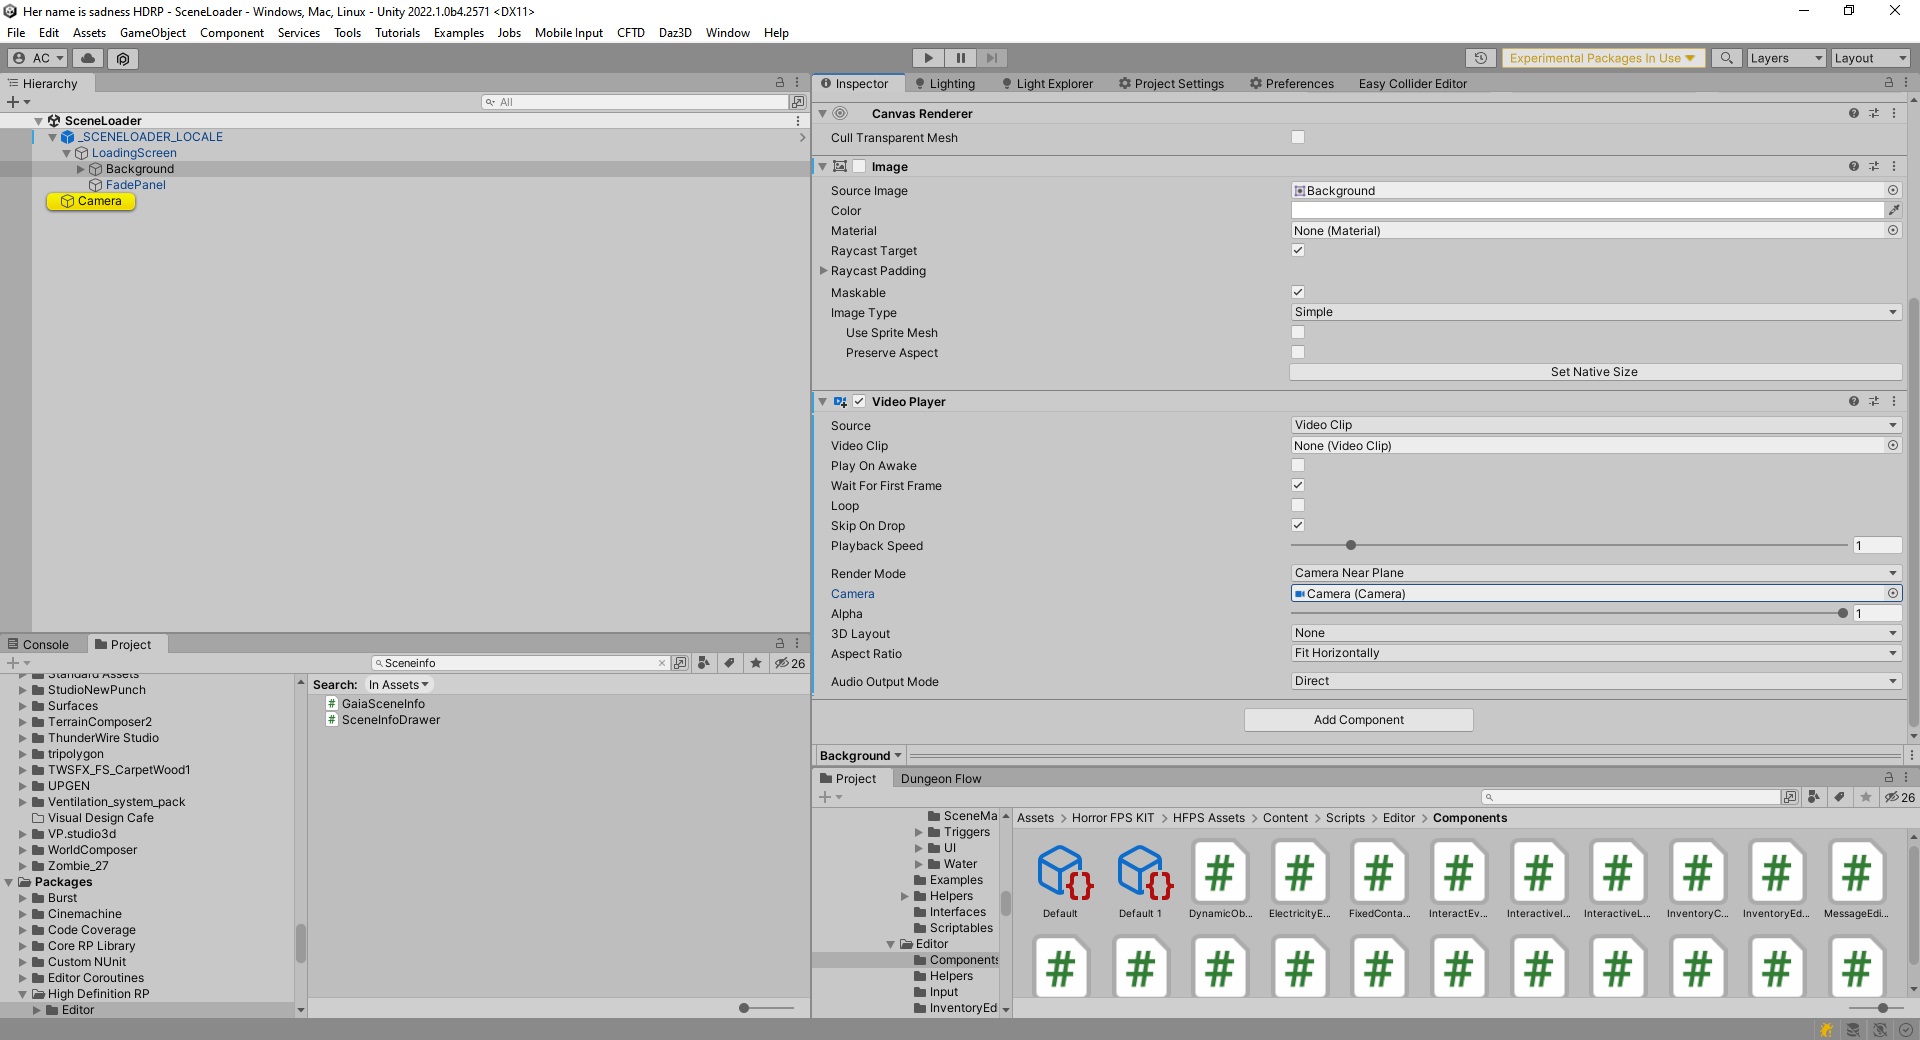 Her name is sadness HDRP - SceneLoader - Windows, Mac, Linux - Unity 2022.1.0b4.2571 <DX11>
File Edit Assets GameObject Component Services Tools Tutorials Examples Jobs Mobile Input CFTD Daz3D Window Help
AC
Experimental Packages In Use
Layers
Layout
Hierarchy
All
SceneLoader
_SCENELOADER_LOCALE
LoadingScreen
Background
FadePanel
Camera
Inspector Lighting Light Explorer Project Settings Preferences Easy Collider Editor
Canvas Renderer
Cull Transparent Mesh
Image
Source Image Background
Color
Material None (Material)
Raycast Target
Raycast Padding
Maskable
Image Type Simple
Use Sprite Mesh
Preserve Aspect
Set Native Size
Video Player
Source Video Clip
Video Clip None (Video Clip)
Play On Awake
Wait For First Frame
Loop
Skip On Drop
Playback Speed 1
Render Mode Camera Near Plane
Camera Camera (Camera)
Alpha 1
3D Layout None
Aspect Ratio Fit Horizontally
Audio Output Mode Direct
Add Component
Background
Console Project
Sceneinfo
26
Standard Assets
StudioNewPunch
Surfaces
TerrainComposer2
ThunderWire Studio
tripolygon
TWSFX_FS_CarpetWood1
UPGEN
Ventilation_system_pack
Visual Design Cafe
VP.studio3d
WorldComposer
Zombie_27
Packages
Burst
Cinemachine
Code Coverage
Core RP Library
Custom NUnit
Editor Coroutines
High Definition RP
Editor
Search: In Assets
GaiaSceneInfo
SceneInfoDrawer
Project Dungeon Flow
26
SceneMa
Triggers
UI
Water
Examples
Helpers
Interfaces
Scriptables
Editor
Components
Helpers
Input
InventoryEd
Assets > Horror FPS KIT > HFPS Assets > Content > Scripts > Editor > Components
Default Default 1 DynamicOb... ElectricityE... FixedConta... InteractEv... InteractiveI... InteractiveL... InventoryC... InventoryEd... MessageEdi...